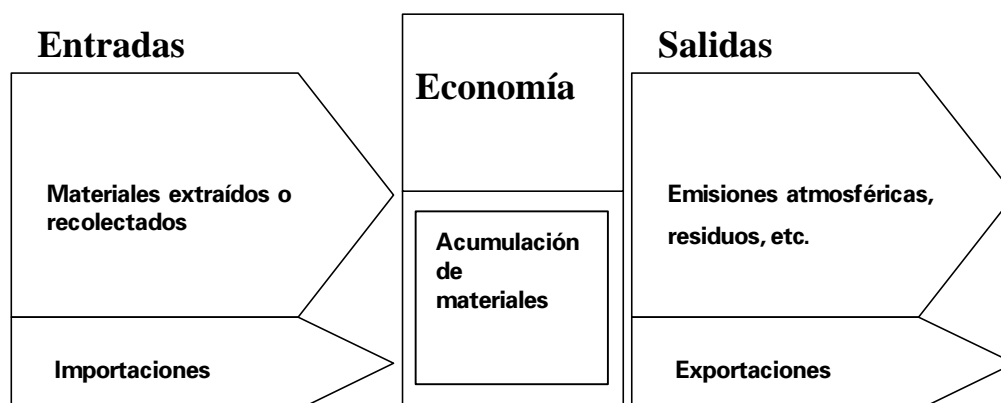 Entradas
Materiales extraídos o
recolectados
Importaciones
Economía
Acumulación
de
materiales
Salidas
Emisiones atmosféricas,
residuos, etc.
Exportaciones